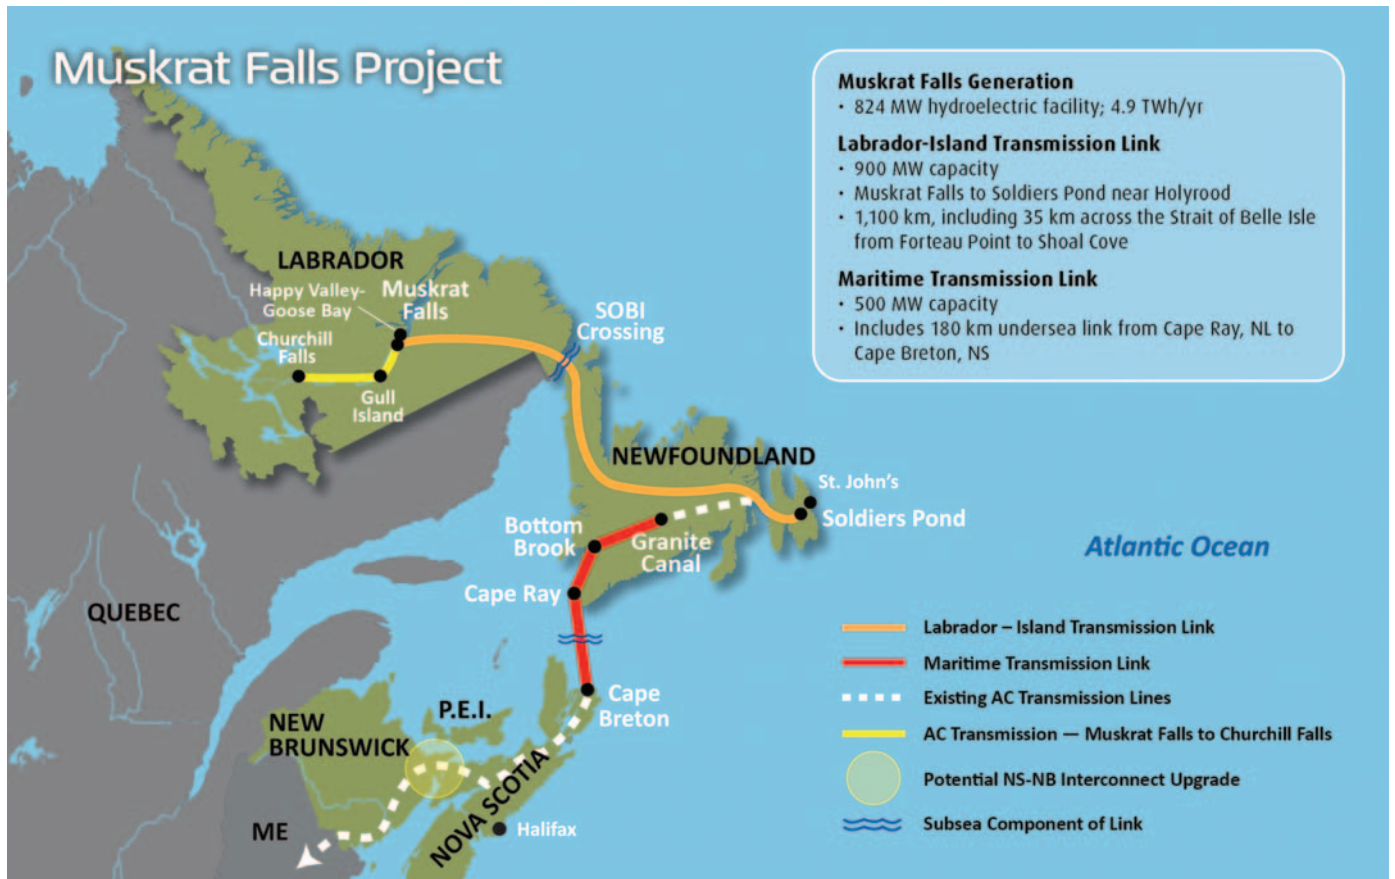 Muskrat Falls Project
Muskrat Falls Generation
• 824 MW hydroelectric facility; 4.9 TWh/yr
Labrador-Island Transmission Link
• 900 MW capacity
• Muskrat Falls to Soldiers Pond near Holyrood
• 1,100 km, including 35 km across the Strait of Belle Isle
from Forteau Point to Shoal Cove
Maritime Transmission Link
• 500 MW capacity
• Includes 180 km undersea link from Cape Ray, NL to
Cape Breton, NS
LABRADOR
Happy Valley-
Goose Bay
Muskrat
Falls
Churchill
Falls
Gull
Island
SOBI
Crossing
NEWFOUNDLAND
St. John's
Soldiers Pond
Bottom
Brook
Granite
Canal
Cape Ray
Atlantic Ocean
QUEBEC
Cape
Breton
P.E.I.
NEW
BRUNSWICK
NOVA SCOTIA
ME
Halifax
Labrador – Island Transmission Link
Maritime Transmission Link
Existing AC Transmission Lines
AC Transmission — Muskrat Falls to Churchill Falls
Potential NS-NB Interconnect Upgrade
Subsea Component of Link